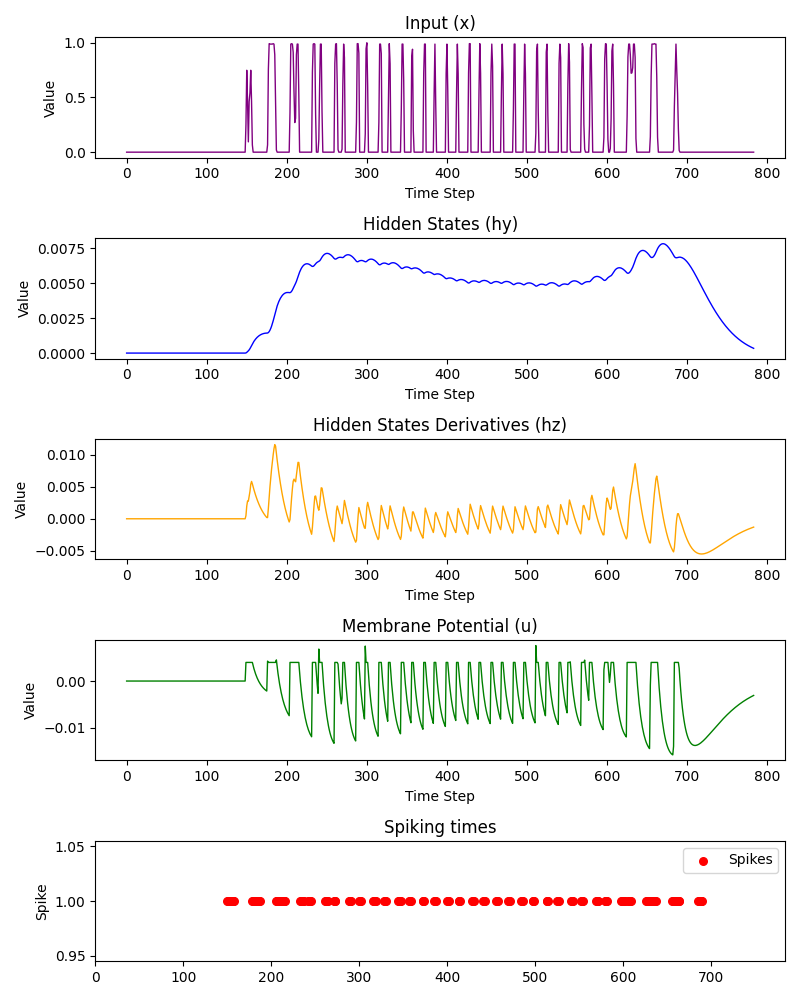 Input (x)
1.0
0.5
0.0
Value
0 100 200 300 400 500 600 700 800
Time Step
Hidden States (hy)
0.0075
0.0050
0.0025
0.0000
Value
0 100 200 300 400 500 600 700 800
Time Step
Hidden States Derivatives (hz)
0.010
0.005
0.000
−0.005
Value
0 100 200 300 400 500 600 700 800
Time Step
Membrane Potential (u)
0.00
−0.01
Value
0 100 200 300 400 500 600 700 800
Time Step
Spiking times
1.05
1.00
0.95
Spike
Spikes
0 100 200 300 400 500 600 700